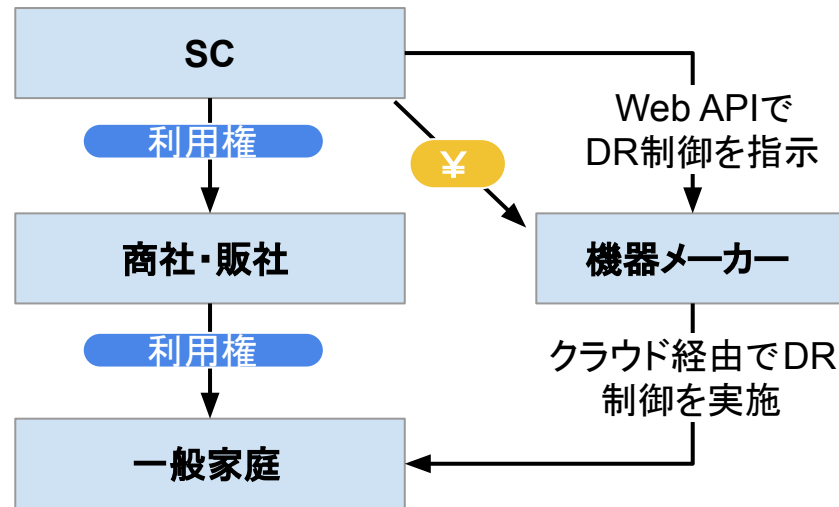 SC
利用権
Web APIで
DR制御を指示
¥
商社・販社
機器メーカー
利用権
クラウド経由でDR
制御を実施
一般家庭